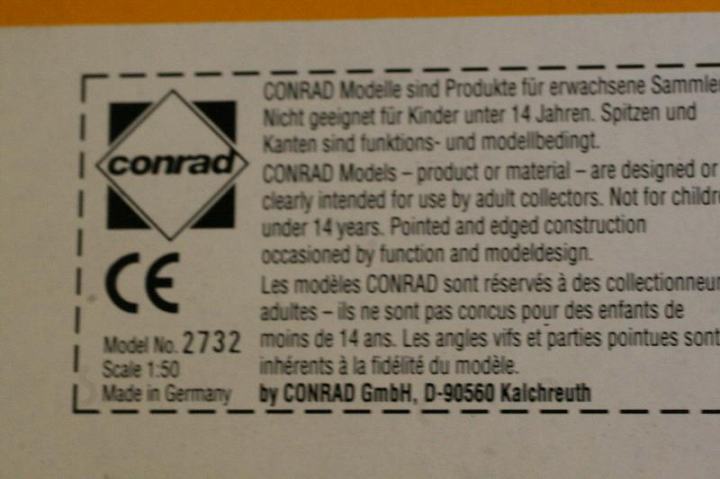 CONRAD Modelle sind Produkte für erwachsene Sammler
Nicht geeignet für Kinder unter 14 Jahren. Spitzen und
Kanten sind funktions- und modellbedingt.
CONRAD Models – product or material – are designed or
clearly intended for use by adult collectors. Not for childre
under 14 years. Pointed and edged construction
occasioned by function and modeldesign.
Les modèles CONRAD sont réservés à des collectionneur
adultes – ils ne sont pas concus pour des enfants de
moins de 14 ans. Les angles vifs et parties pointues sont
inhérents à la fidélité du modèle.
by CONRAD GmbH, D-90560 Kalchreuth
conrad
CE
Model No. 2732
Scale 1:50
Made in Germany